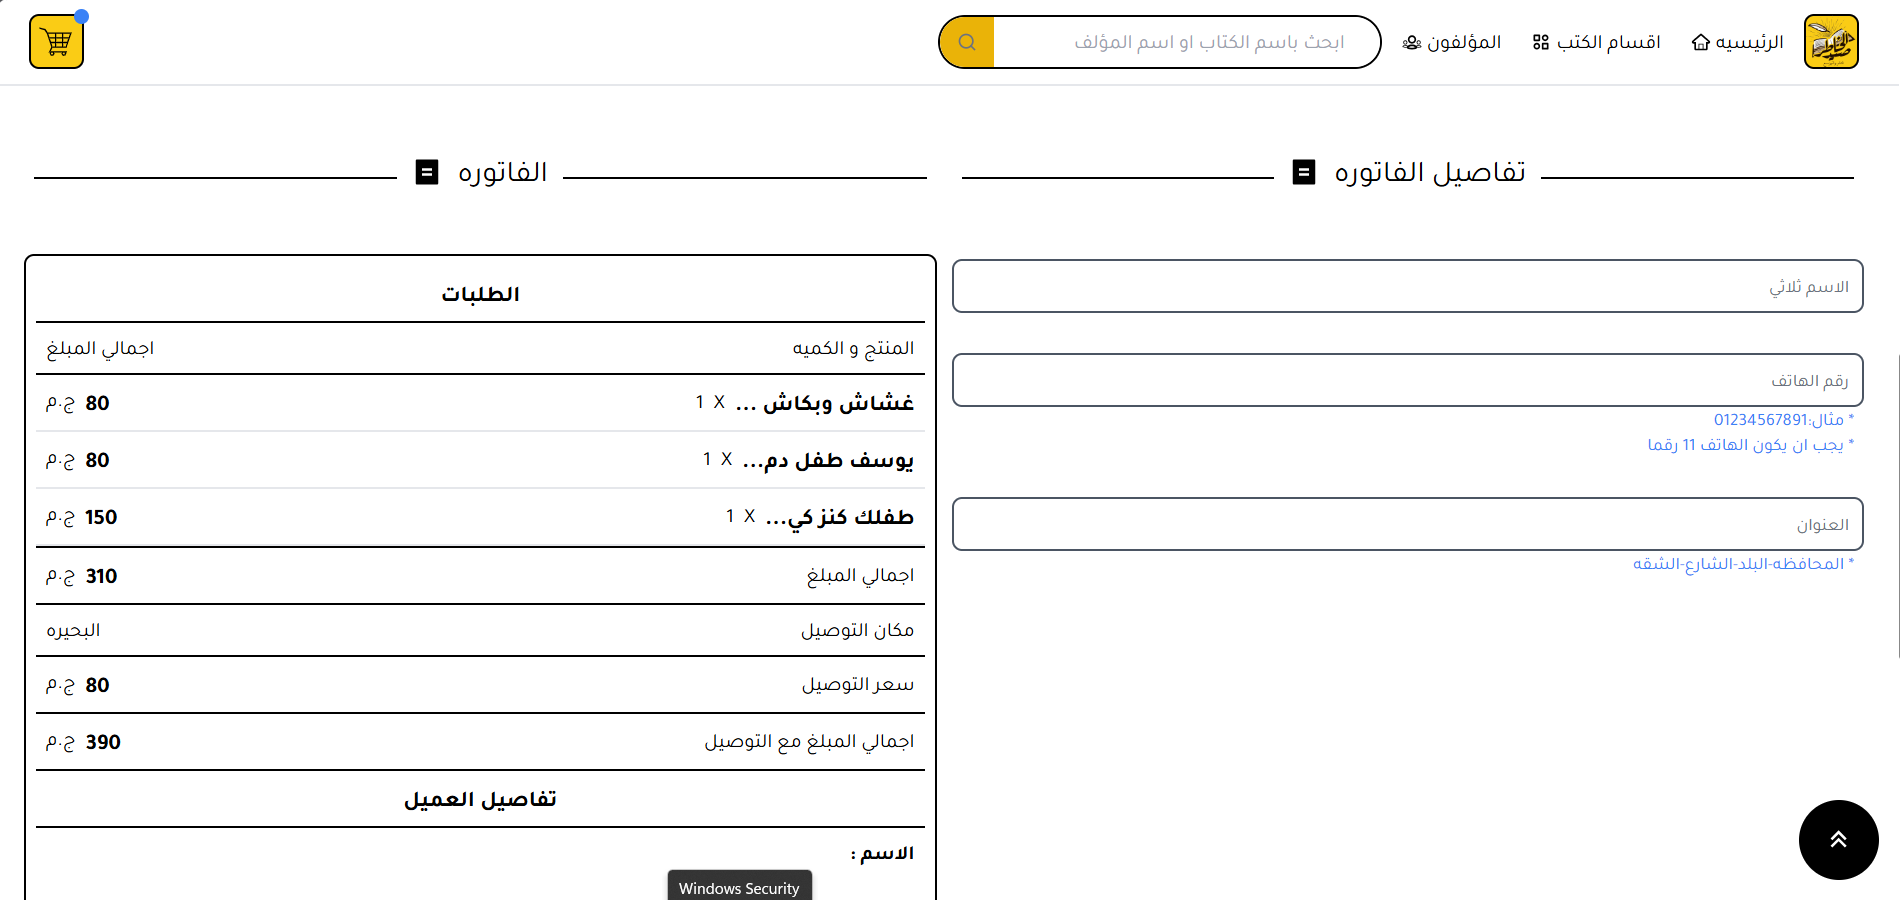 الرئيسيه
اقسام الكتب
المؤلفون
ابحث باسم الكتاب او اسم المؤلف
تفاصيل الفاتوره
الاسم ثلاثي
رقم الهاتف
* مثال:01234567891
* يجب ان يكون الهاتف 11 رقما
العنوان
* المحافظه-البلد-الشارع-الشقه
الفاتوره
الطلبات
المنتج و الكميه اجمالي المبلغ
غشاش وبكاش ... X 1 80 ج.م
يوسف طفل دم... X 1 80 ج.م
طفلك كنز كي... X 1 150 ج.م
اجمالي المبلغ 310 ج.م
مكان التوصيل البحيره
سعر التوصيل 80 ج.م
اجمالي المبلغ مع التوصيل 390 ج.م
تفاصيل العميل
الاسم :
Windows Security